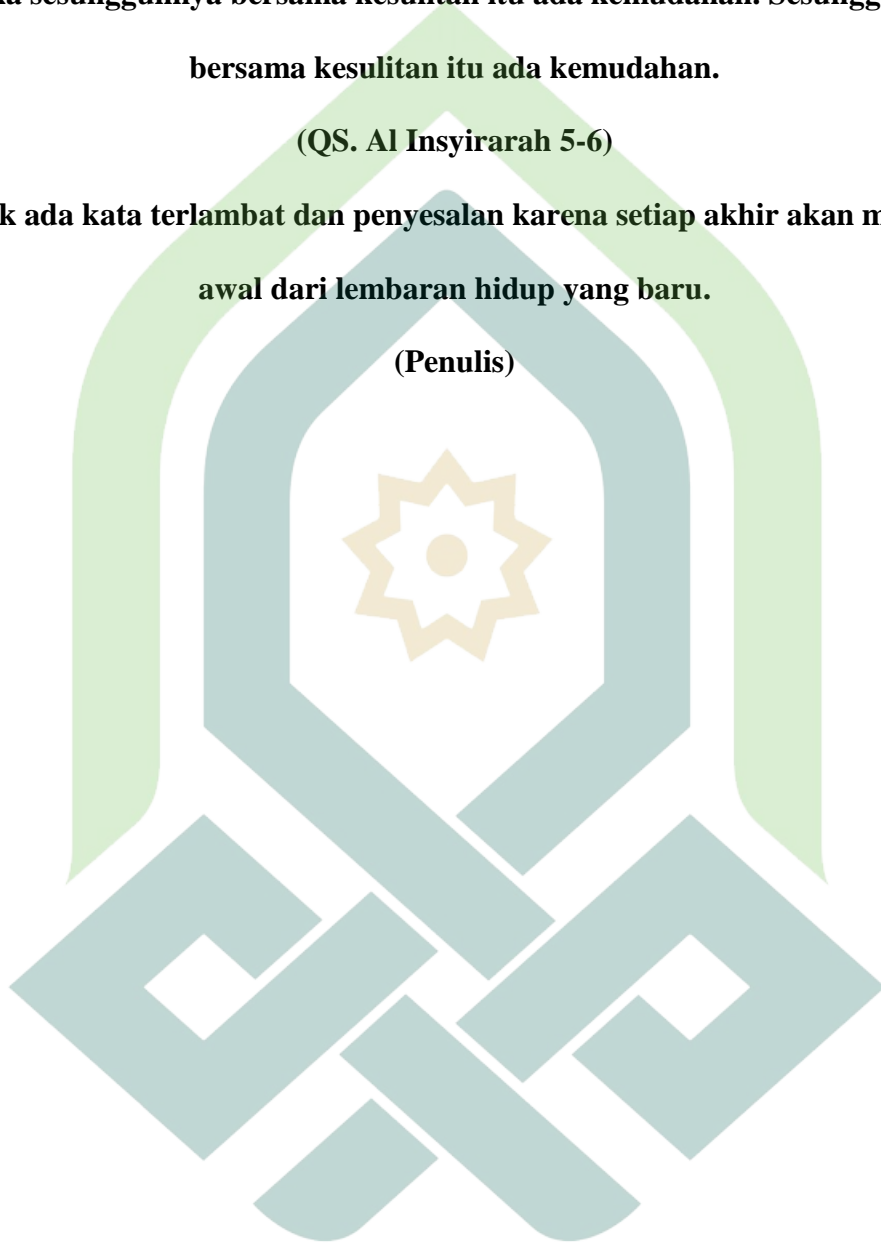 sesungguhnya bersama kesulitan itu ada kemudahan. Sesungg
bersama kesulitan itu ada kemudahan.
(QS. Al Insyirarah 5-6)
ada kata terlambat dan penyesalan karena setiap akhir akan
awal dari lembaran hidup yang baru.
(Penulis)